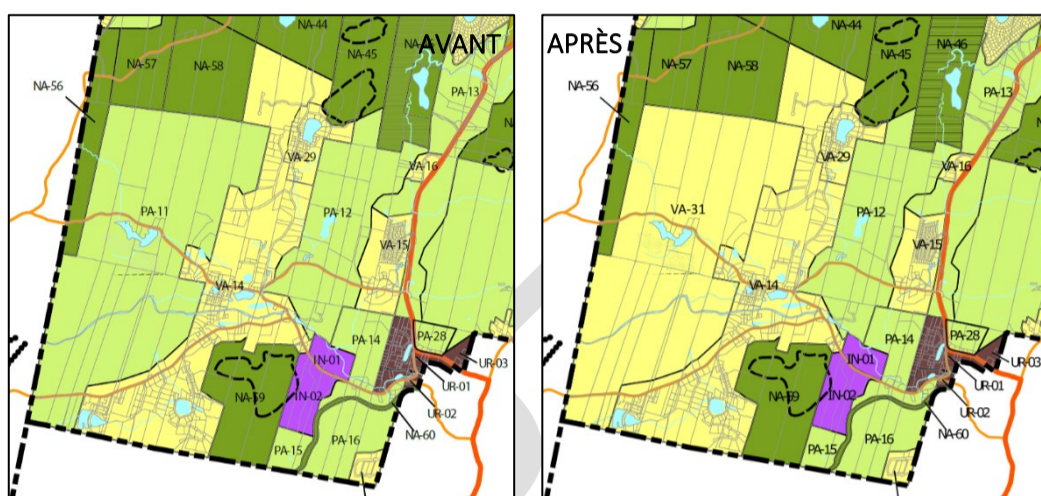 AVANT
NA-44
NA-45
NA-57
NA-58
NA-56
PA-13
VA-29
VA-16
PA-11
PA-12
VA-15
VA-14
PA-14
PA-28
IN-01
UR-03
UR-01
NA-59
IN-02
UR-02
NA-60
PA-16
PA-15
APRÈS
NA-44
NA-46
NA-45
NA-57
NA-58
NA-56
PA-13
VA-29
VA-16
VA-31
PA-12
VA-15
VA-14
PA-14
PA-28
IN-01
UR-03
UR-01
NA-59
IN-02
UR-02
NA-60
PA-16
PA-15